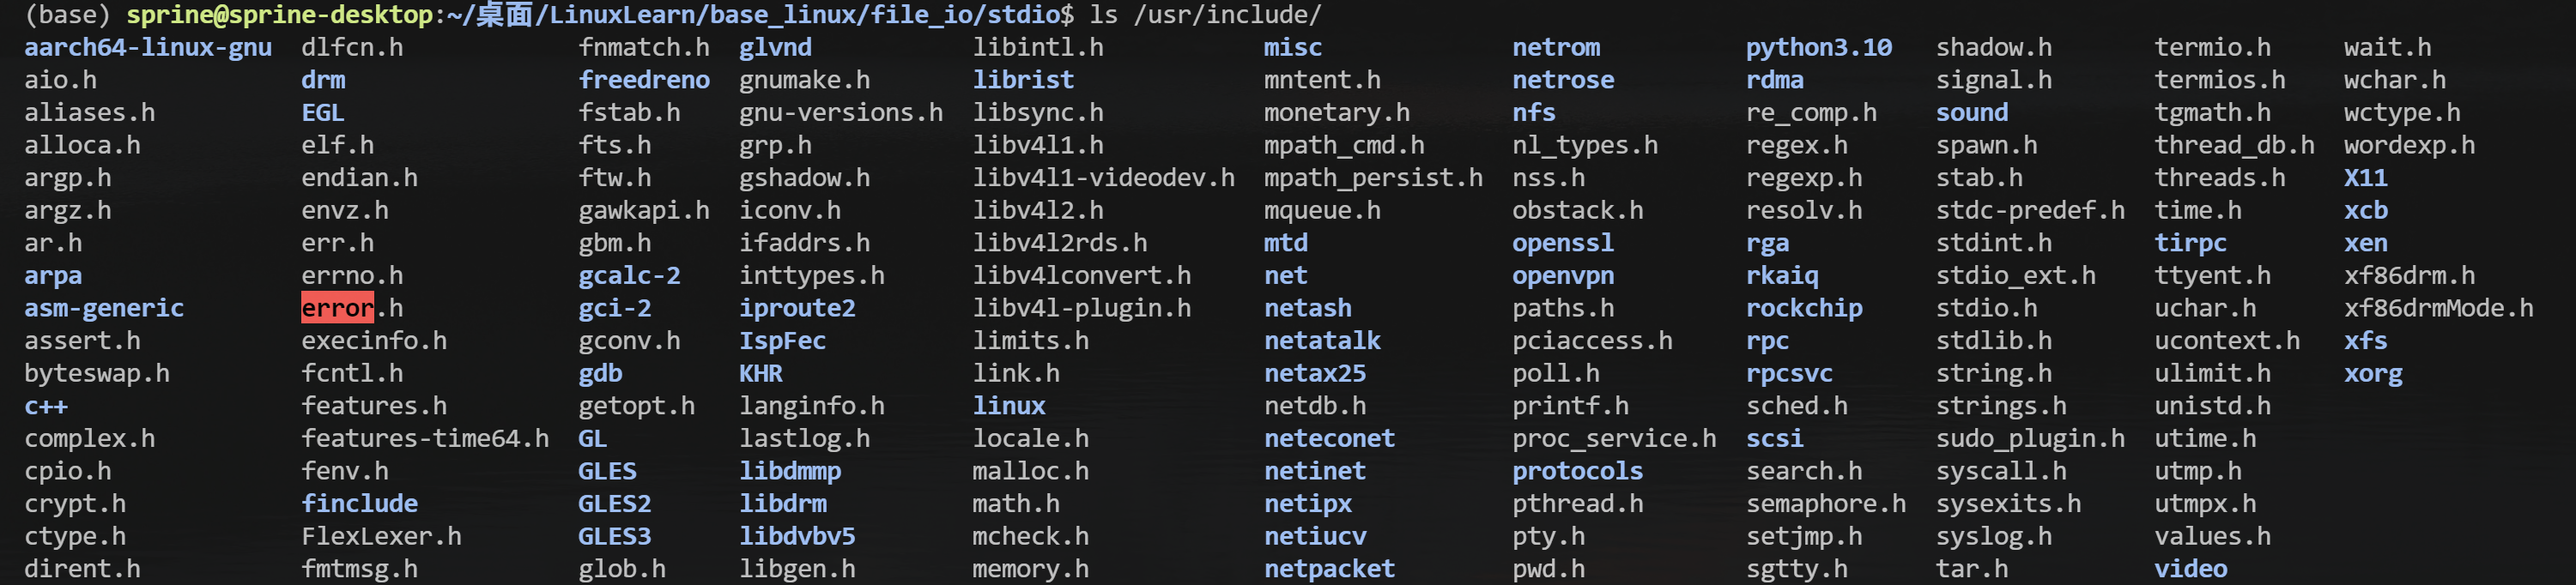 (base) sprine@sprine-desktop:~/桌面/LinuxLearn/base_linux/file_io/stdio$ ls /usr/include/
aarch64-linux-gnu dlfcn.h fnmatch.h glvnd libintl.h misc netrom python3.10 shadow.h termio.h wait.h
aio.h drm freedreno gnumake.h librist mntent.h netrose rdma signal.h termios.h wchar.h
aliases.h EGL fstab.h gnu-versions.h libsync.h monetary.h nfs re_comp.h sound tgmath.h wctype.h
alloca.h elf.h fts.h grp.h libv4l1.h mpath_cmd.h nl_types.h regex.h spawn.h thread_db.h wordexp.h
argp.h endian.h ftw.h gshadow.h libv4l1-videodev.h mpath_persist.h nss.h regexp.h stab.h threads.h X11
argz.h envz.h gawkapi.h iconv.h libv4l2.h mqueue.h obstack.h resolv.h stdc-predef.h time.h xcb
ar.h err.h gbm.h ifaddrs.h libv4l2rds.h mtd openssl rga stdint.h tirpc xen
arpa errno.h gcalc-2 inttypes.h libv4lconvert.h net openvpn rkaiq stdio_ext.h ttyent.h xf86drm.h
asm-generic error.h gci-2 iproute2 libv4l-plugin.h netash paths.h rockchip stdio.h uchar.h xf86drmMode.h
assert.h execinfo.h gconv.h IspFec limits.h netatalk pciaccess.h rpc stdlib.h ucontext.h xfs
byteswap.h fcntl.h gdb KHR link.h netax25 poll.h rpcsvc string.h ulimit.h xorg
c++ features.h getopt.h langinfo.h linux netdb.h printf.h sched.h strings.h unistd.h
complex.h features-time64.h GL lastlog.h locale.h neteconet proc_service.h scsi sudo_plugin.h utime.h
cpio.h fenv.h GLES libdmmp malloc.h netinet protocols search.h syscall.h utmp.h
crypt.h finclude GLES2 libdrm math.h netipx pthread.h semaphore.h sysexits.h utmpx.h
ctype.h FlexLexer.h GLES3 libdvbv5 mcheck.h netiucv pty.h setjmp.h syslog.h values.h
dirent.h fmtmsg.h glob.h libgen.h memory.h netpacket pwd.h sgtty.h tar.h video